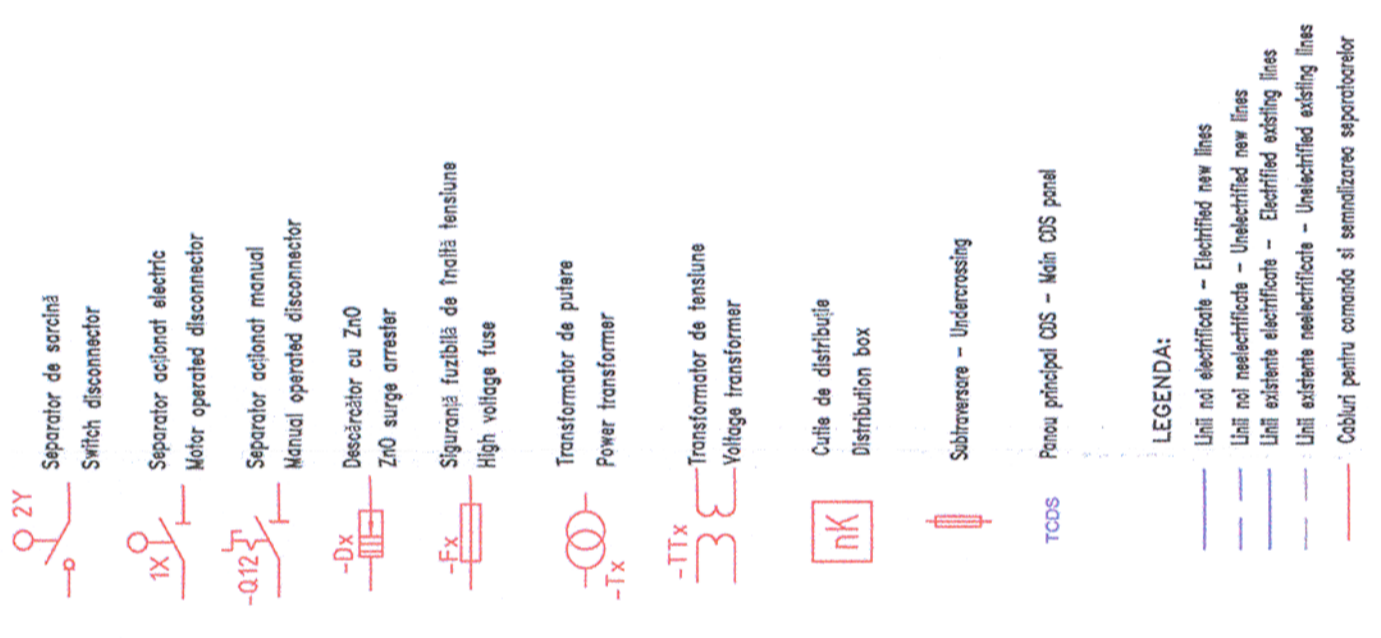 2Y
Separator de sarcină
Switch disconnector
1X
Separator acționat electric
Motor operated disconnector
-Q12
Separator acționat manual
Manual operated disconnector
-Dx
Descărcător cu ZnO
ZnO surge arrester
-Fx
Siguranță fuzibilă de înaltă tensiune
High voltage fuse
-Tx
Transformator de putere
Power transformer
-TTx
Transformator de tensiune
Voltage transformer
nK
Cutie de distribuție
Distribution box
Subtraversare - Undercrossing
TCDS
Panou principal CDS - Main CDS panel
LEGENDA:
Linii noi electrificate - Electrified new lines
Linii noi neelectrificate - Unelectrified new lines
Linii existente electrificate - Electrified existing lines
Linii existente neelectrificate - Unelectrified existing lines
Cabluri pentru comanda si semnalizarea separatoarelor